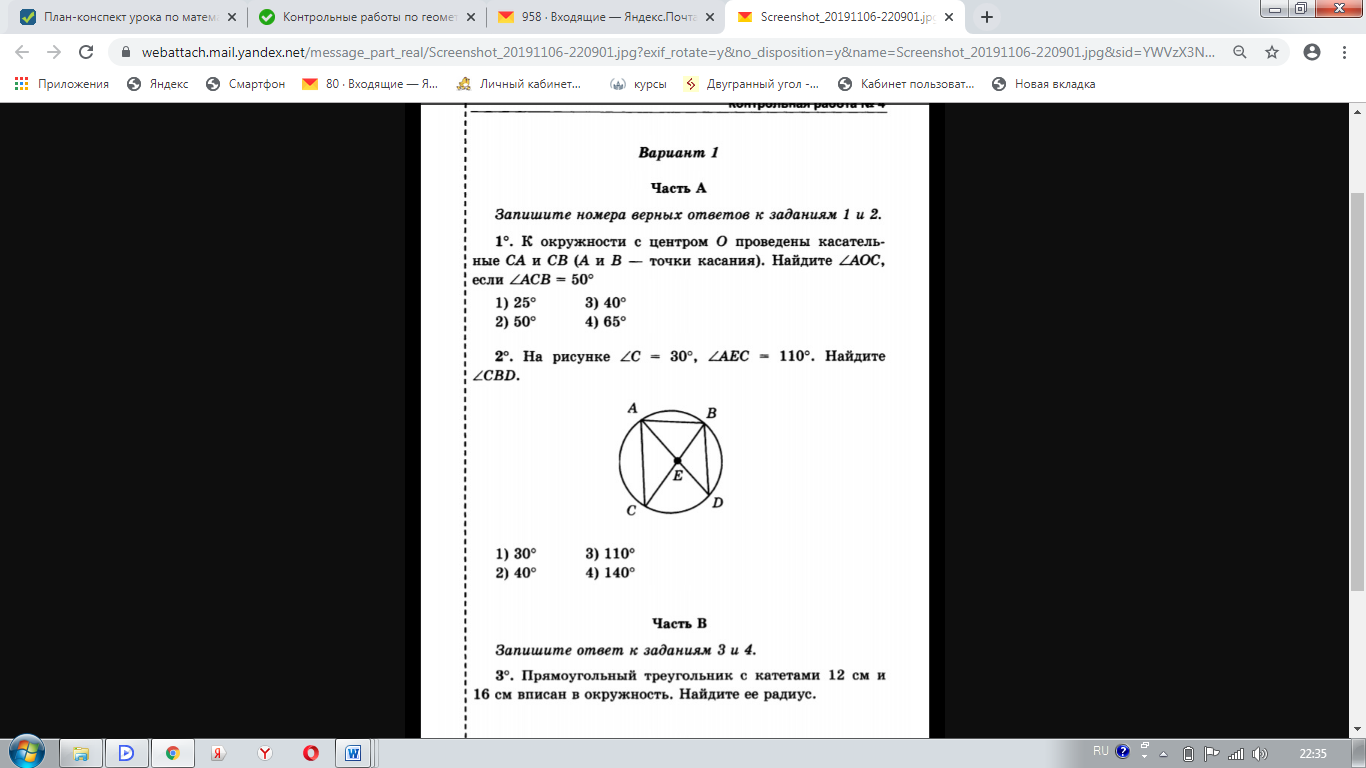 План-конспект урока по матем
Контрольные работы по геомет
958 · Входящие — Яндекс.Почта
Screenshot_20191106-220901.jpg
webattach.mail.yandex.net/message_part_real/Screenshot_20191106-220901.jpg?exif_rotate=y&no_disposition=y&name=Screenshot_20191106-220901.jpg&sid=YWVzX3N...
Приложения Яндекс Смартфон 80 · Входящие — Я... Личный кабинет... курсы Двугранный угол -... Кабинет пользоват... Новая вкладка
контрольная работа № 4
Вариант 1
Часть А
Запишите номера верных ответов к заданиям 1 и 2.
1°. К окружности с центром O проведены касатель-
ные CA и CB (A и B — точки касания). Найдите ∠AOC,
если ∠ACB = 50°
1) 25° 3) 40°
2) 50° 4) 65°
2°. На рисунке ∠C = 30°, ∠AEC = 110°. Найдите
∠CBD.
A
B
E
C
D
1) 30° 3) 110°
2) 40° 4) 140°
Часть В
Запишите ответ к заданиям 3 и 4.
3°. Прямоугольный треугольник с катетами 12 см и
16 см вписан в окружность. Найдите ее радиус.
RU
22:35